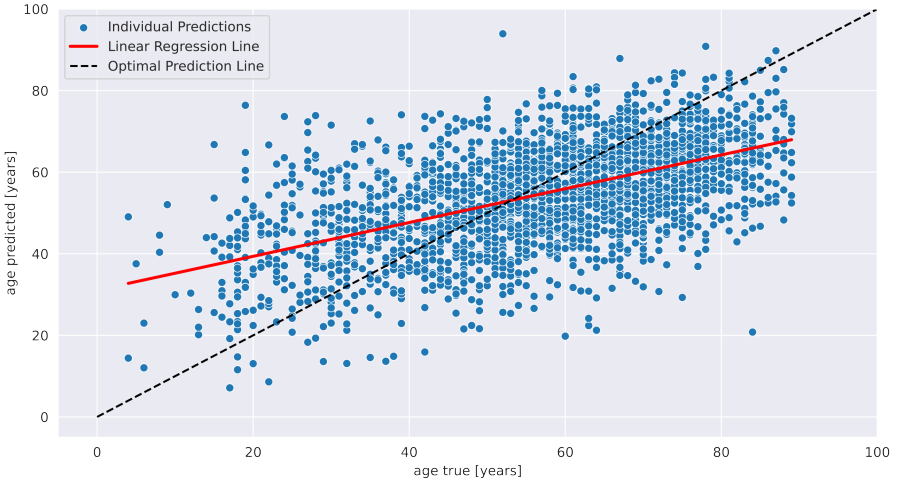 100
80
60
40
20
0
age predicted [years]
Individual Predictions
Linear Regression Line
Optimal Prediction Line
0 20 40 60 80 100
age true [years]